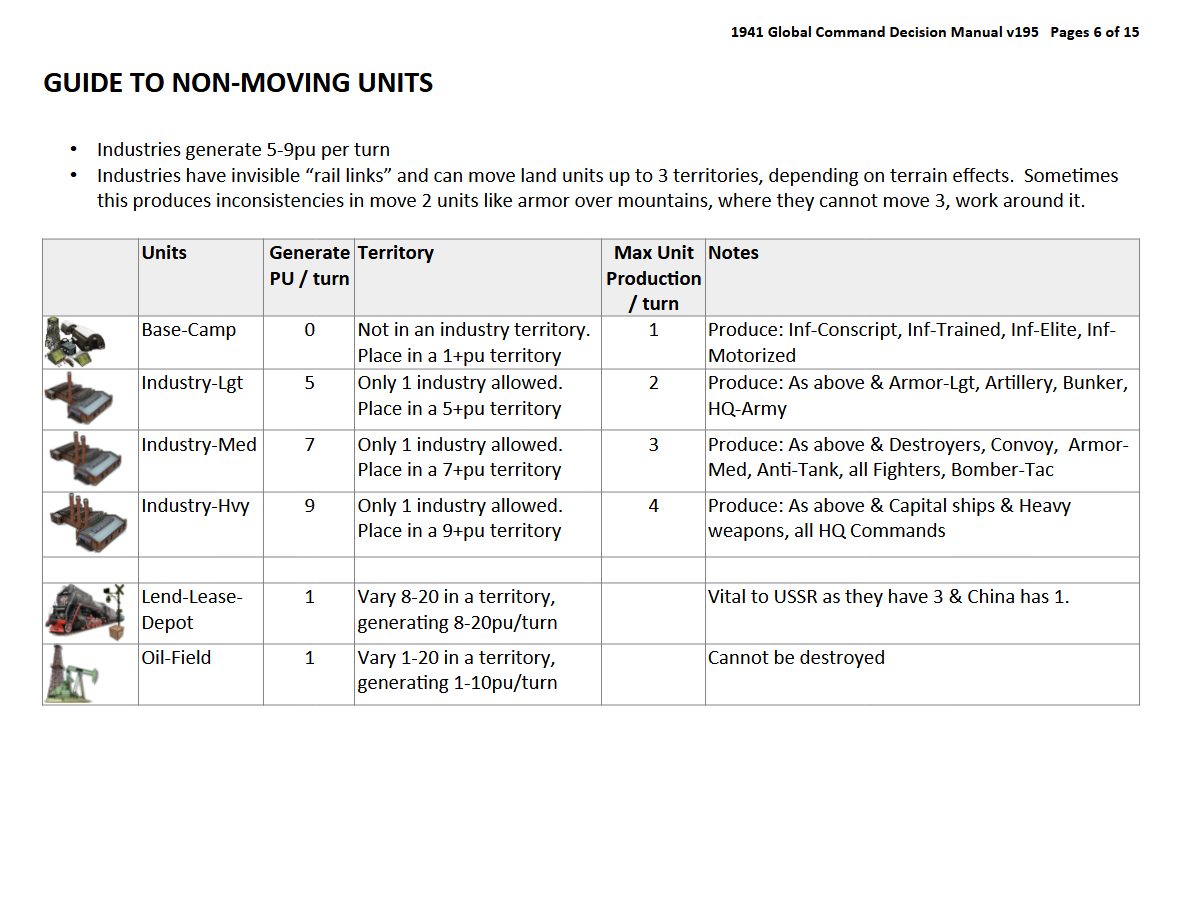 1941 Global Command Decision Manual v195   Pages 6 of 15
GUIDE TO NON-MOVING UNITS
• Industries generate 5-9pu per turn
• Industries have invisible “rail links” and can move land units up to 3 territories, depending on terrain effects.  Sometimes
this produces inconsistencies in move 2 units like armor over mountains, where they cannot move 3, work around it.
Units
Generate
PU / turn
Territory
Max Unit
Production
/ turn
Notes
Base-Camp
0
Not in an industry territory.
Place in a 1+pu territory
1
Produce: Inf-Conscript, Inf-Trained, Inf-Elite, Inf-
Motorized
Industry-Lgt
5
Only 1 industry allowed.
Place in a 5+pu territory
2
Produce: As above & Armor-Lgt, Artillery, Bunker,
HQ-Army
Industry-Med
7
Only 1 industry allowed.
Place in a 7+pu territory
3
Produce: As above & Destroyers, Convoy,  Armor-
Med, Anti-Tank, all Fighters, Bomber-Tac
Industry-Hvy
9
Only 1 industry allowed.
Place in a 9+pu territory
4
Produce: As above & Capital ships & Heavy
weapons, all HQ Commands
Lend-Lease-
Depot
1
Vary 8-20 in a territory,
generating 8-20pu/turn
Vital to USSR as they have 3 & China has 1.
Oil-Field
1
Vary 1-20 in a territory,
generating 1-10pu/turn
Cannot be destroyed